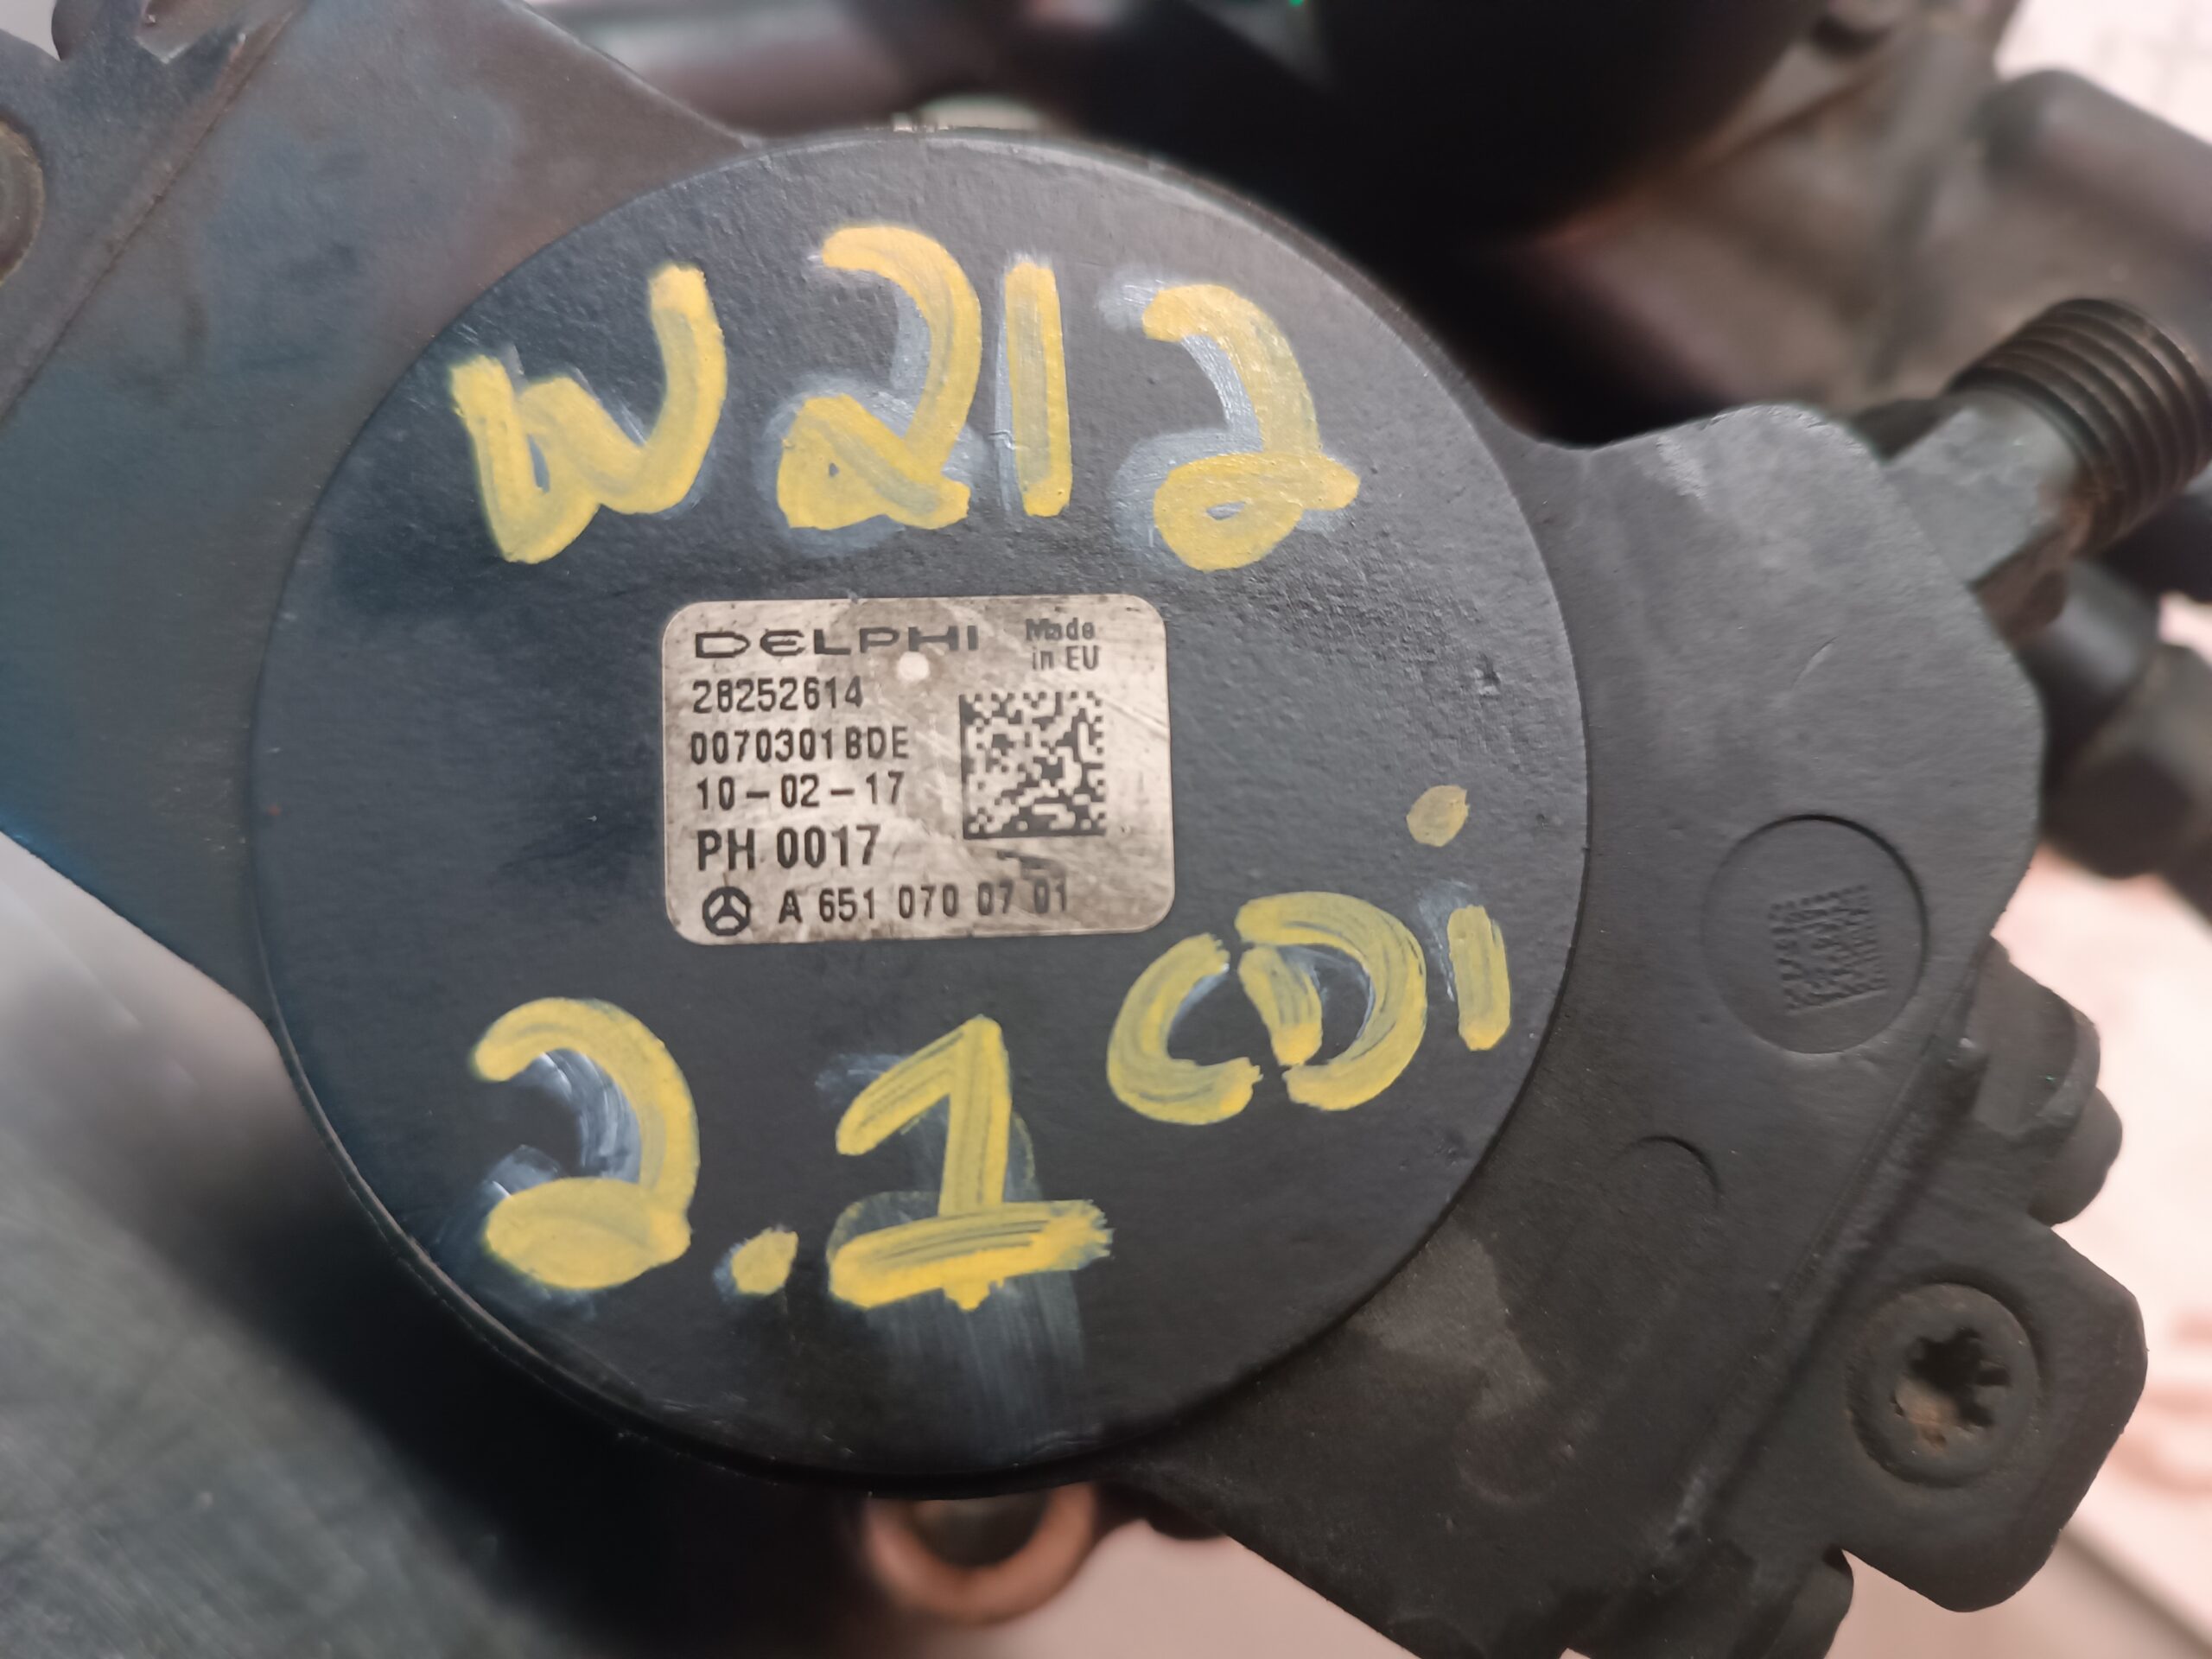 W212
DELPHI Made in EU
28252614
0070301BDE
10-02-17
PH 0017
A 651 070 07 01
2.1 CDi